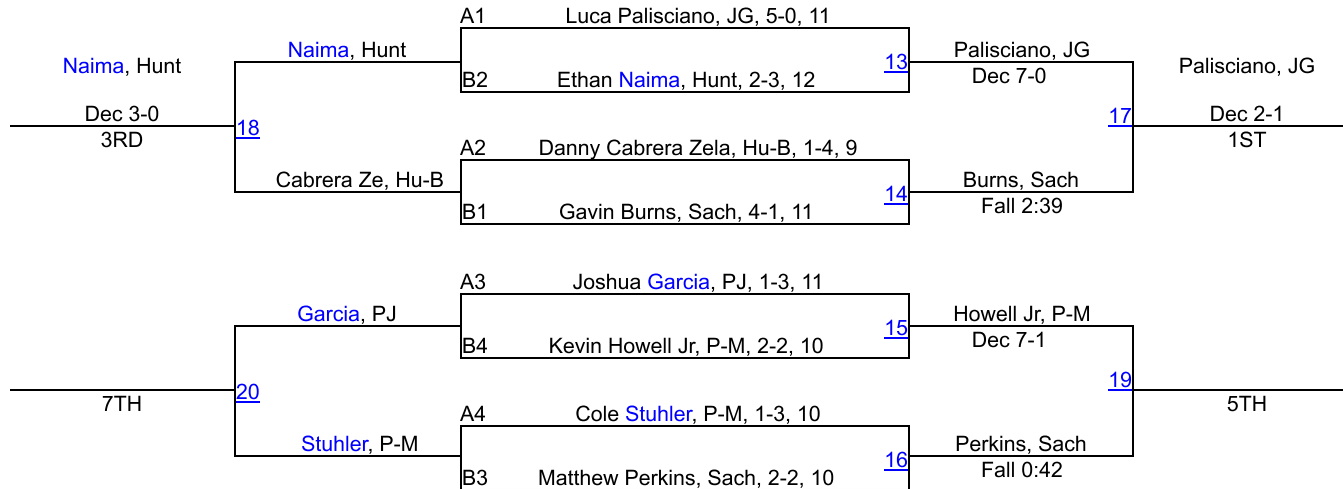 A1 Luca Palisciano, JG, 5-0, 11
Naima, Hunt
13
Palisciano, JG
Naima, Hunt
Palisciano, JG
B2 Ethan Naima, Hunt, 2-3, 12
Dec 7-0
Dec 3-0
18
3RD
17
Dec 2-1
1ST
A2 Danny Cabrera Zela, Hu-B, 1-4, 9
Cabrera Ze, Hu-B
14
Burns, Sach
B1 Gavin Burns, Sach, 4-1, 11
Fall 2:39
A3 Joshua Garcia, PJ, 1-3, 11
Garcia, PJ
15
Howell Jr, P-M
B4 Kevin Howell Jr, P-M, 2-2, 10
Dec 7-1
20
7TH
19
5TH
A4 Cole Stuhler, P-M, 1-3, 10
Stuhler, P-M
16
Perkins, Sach
B3 Matthew Perkins, Sach, 2-2, 10
Fall 0:42